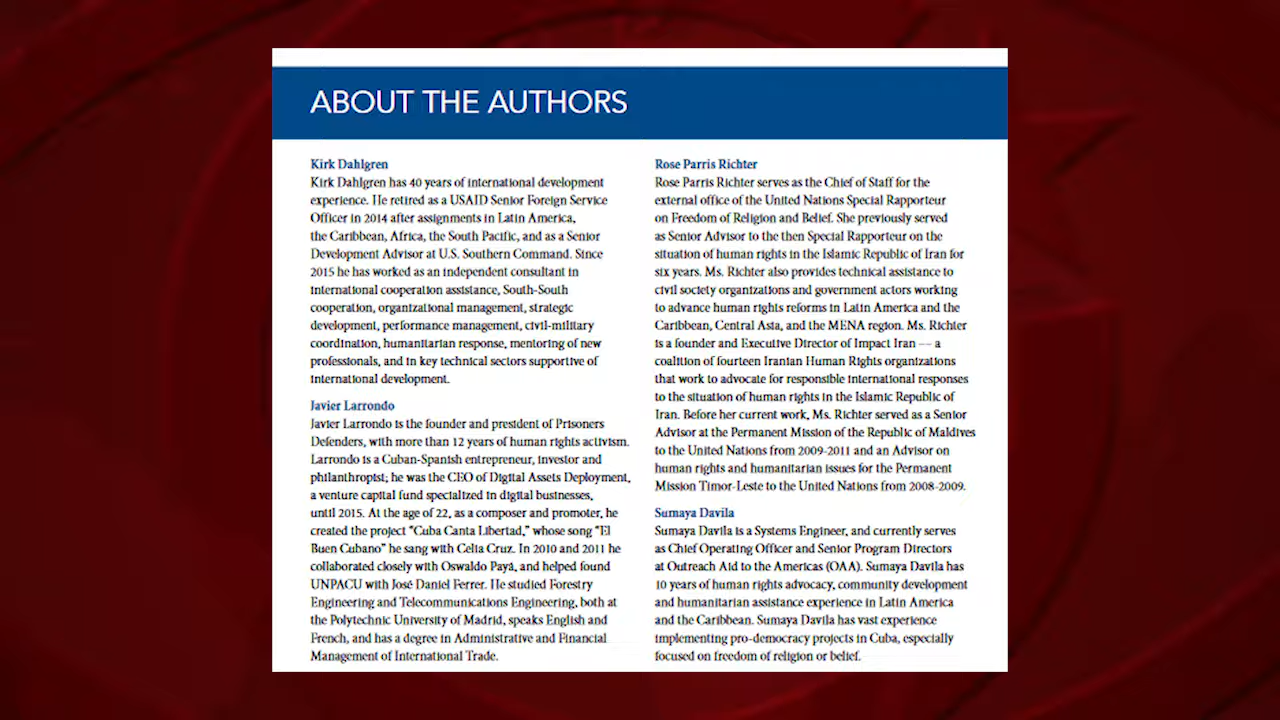 ABOUT THE AUTHORS
Kirk Dahlgren
Kirk Dahlgren has 40 years of international development
experience. He retired as a USAID Senior Foreign Service
Officer in 2014 after assignments in Latin America,
the Caribbean, Africa, the South Pacific, and as a Senior
Development Advisor at U.S. Southern Command. Since
2015 he has worked as an independent consultant in
international cooperation assistance, South-South
cooperation, organizational management, strategic
development, performance management, civil-military
coordination, humanitarian response, mentoring of new
professionals, and in key technical sectors supportive of
international development.
Javier Larrondo
Javier Larrondo is the founder and president of Prisoners
Defenders, with more than 12 years of human rights activism.
Larrondo is a Cuban-Spanish entrepreneur, investor and
philanthropist; he was the CEO of Digital Assets Deployment,
a venture capital fund specialized in digital businesses,
until 2015. At the age of 22, as a composer and promoter, he
created the project "Cuba Canta Libertad," whose song "El
Buen Cubano" he sang with Celia Cruz. In 2010 and 2011 he
collaborated closely with Oswaldo Payá, and helped found
UNPACU with José Daniel Ferrer. He studied Forestry
Engineering and Telecommunications Engineering, both at
the Polytechnic University of Madrid, speaks English and
French, and has a degree in Administrative and Financial
Management of International Trade.
Rose Parris Richter
Rose Parris Richter serves as the Chief of Staff for the
external office of the United Nations Special Rapporteur
on Freedom of Religion and Belief. She previously served
as Senior Advisor to the then Special Rapporteur on the
situation of human rights in the Islamic Republic of Iran for
six years. Ms. Richter also provides technical assistance to
civil society organizations and government actors working
to advance human rights reforms in Latin America and the
Caribbean, Central Asia, and the MENA region. Ms. Richter
is a founder and Executive Director of Impact Iran — a
coalition of fourteen Iranian Human Rights organizations
that work to advocate for responsible international responses
to the situation of human rights in the Islamic Republic of
Iran. Before her current work, Ms. Richter served as a Senior
Advisor at the Permanent Mission of the Republic of Maldives
to the United Nations from 2009-2011 and an Advisor on
human rights and humanitarian issues for the Permanent
Mission Timor-Leste to the United Nations from 2008-2009.
Sumaya Davila
Sumaya Davila is a Systems Engineer, and currently serves
as Chief Operating Officer and Senior Program Directors
at Outreach Aid to the Americas (OAA). Sumaya Davila has
10 years of human rights advocacy, community development
and humanitarian assistance experience in Latin America
and the Caribbean. Sumaya Davila has vast experience
implementing pro-democracy projects in Cuba, especially
focused on freedom of religion or belief.